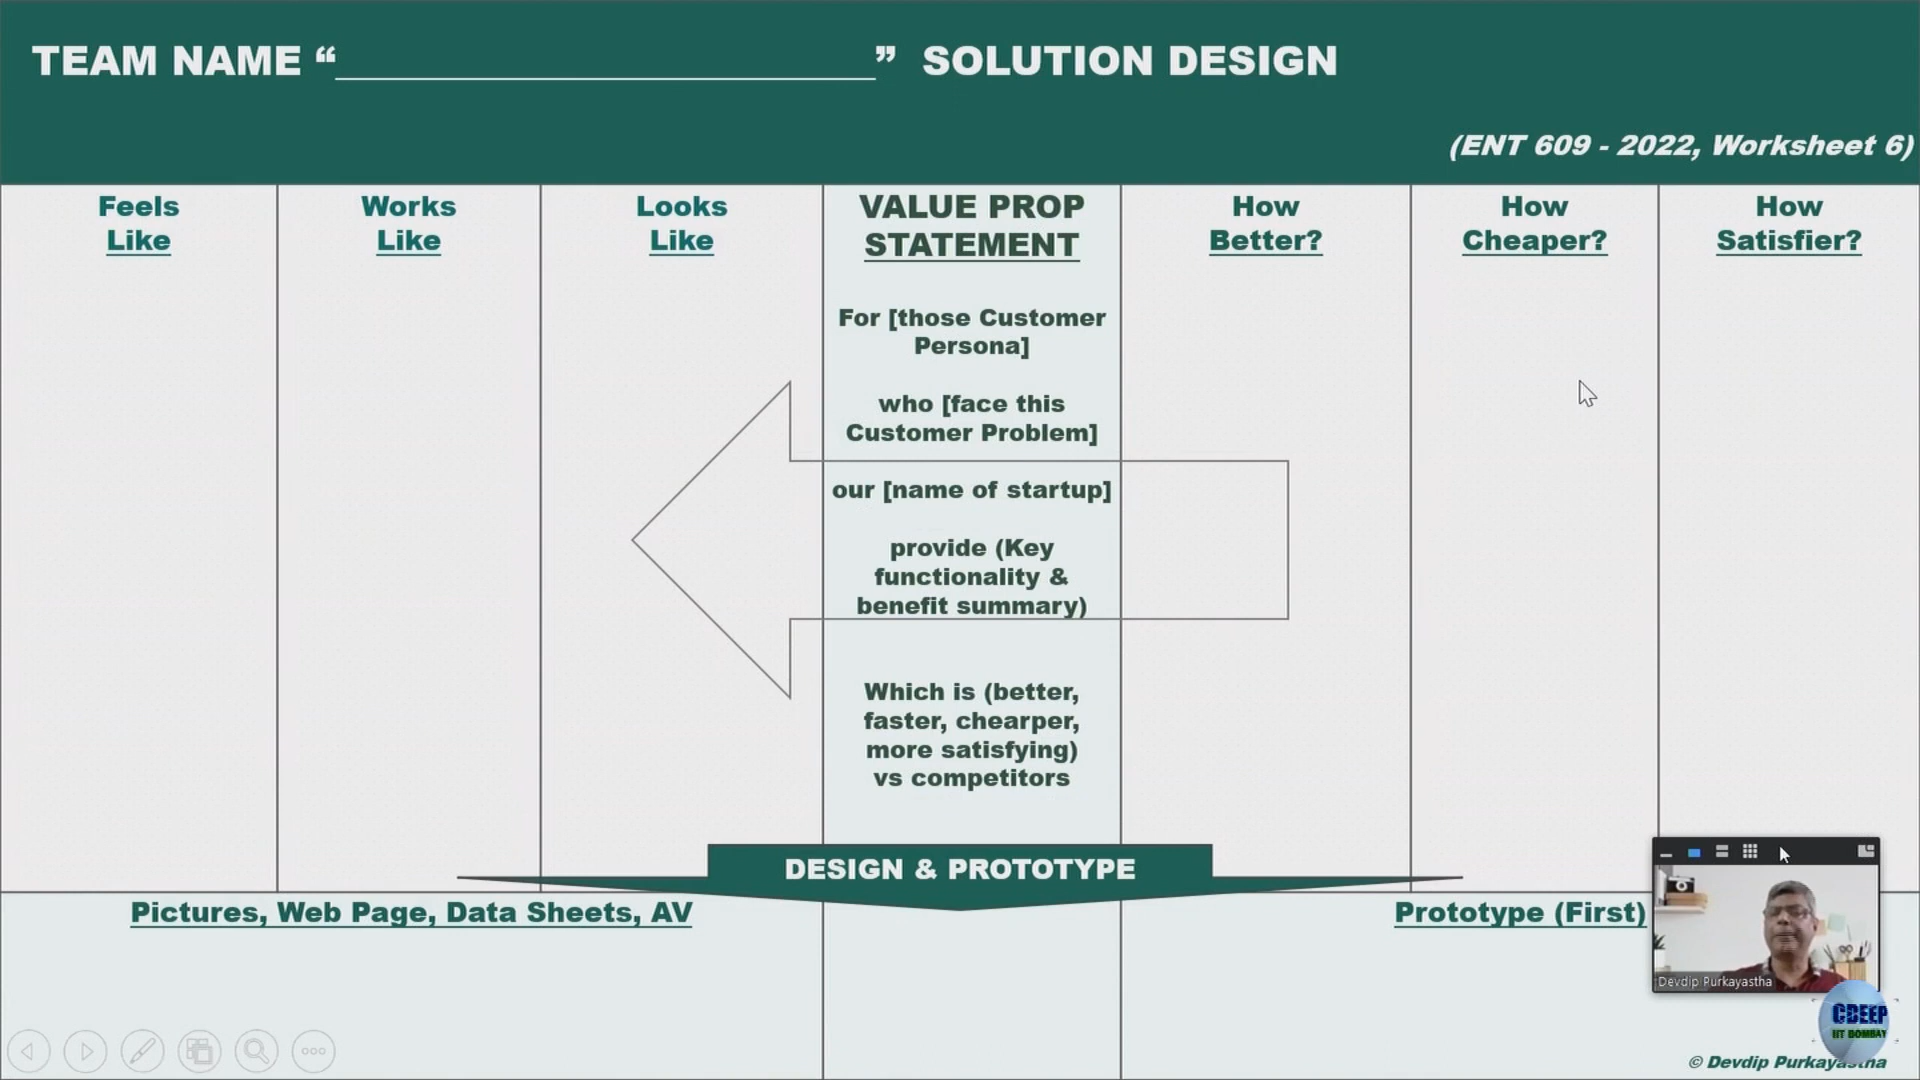 TEAM NAME “______________________________” SOLUTION DESIGN
(ENT 609 - 2022, Worksheet 6)
Feels
Like
Works
Like
Looks
Like
VALUE PROP
STATEMENT
For [those Customer
Persona]
who [face this
Customer Problem]
our [name of startup]
provide (Key
functionality &
benefit summary)
Which is (better,
faster, chearper,
more satisfying)
vs competitors
How
Better?
How
Cheaper?
How
Satisfier?
DESIGN & PROTOTYPE
Pictures, Web Page, Data Sheets, AV
Prototype (First)
Devdip Purkayastha
CDEEP
IIT BOMBAY
© Devdip Purkayastha